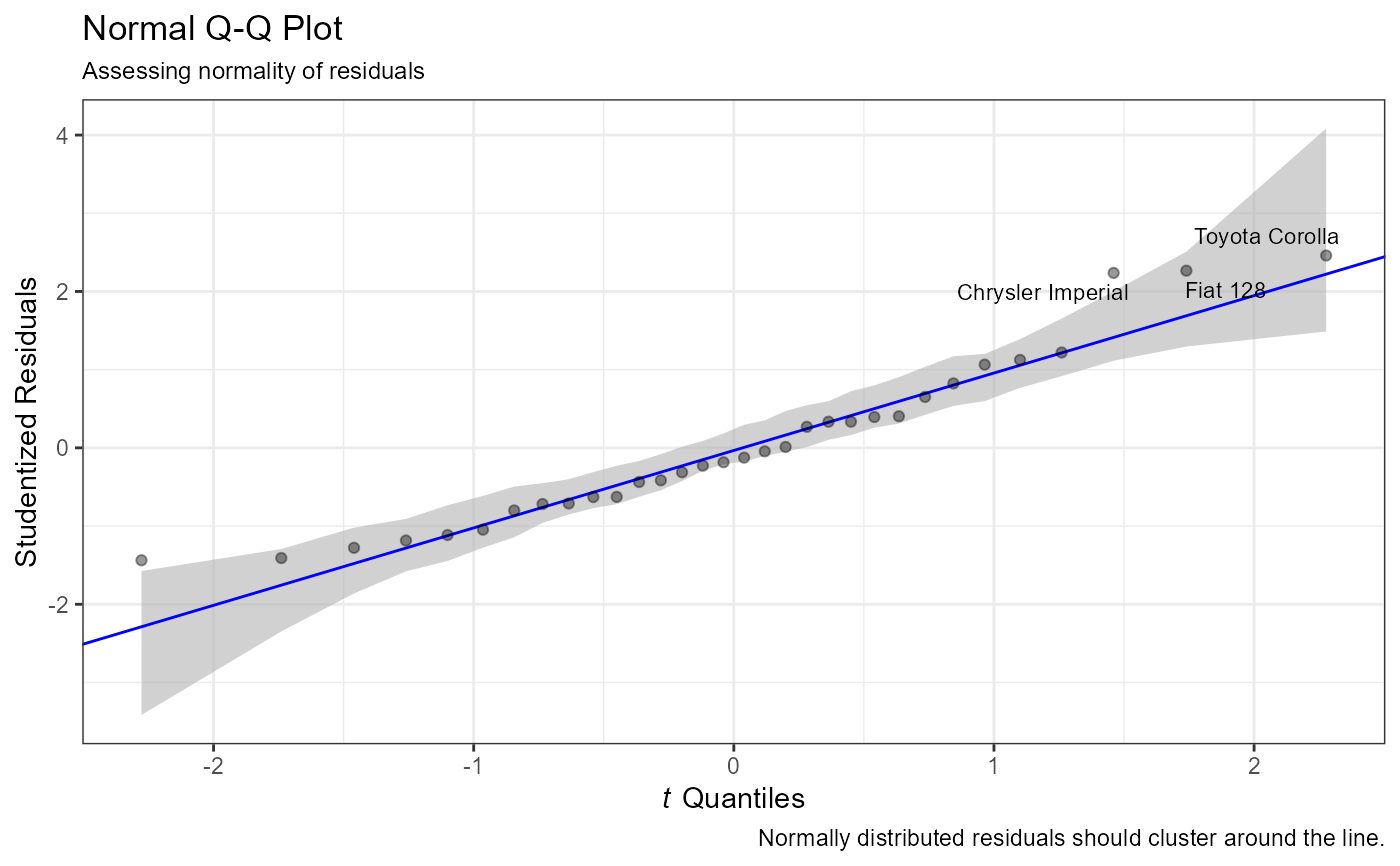 Normal Q-Q Plot
Assessing normality of residuals
4
2
0
-2
Studentized Residuals
Toyota Corolla
Chrysler Imperial
Fiat 128
-2
-1
0
1
2
t Quantiles
Normally distributed residuals should cluster around the line.